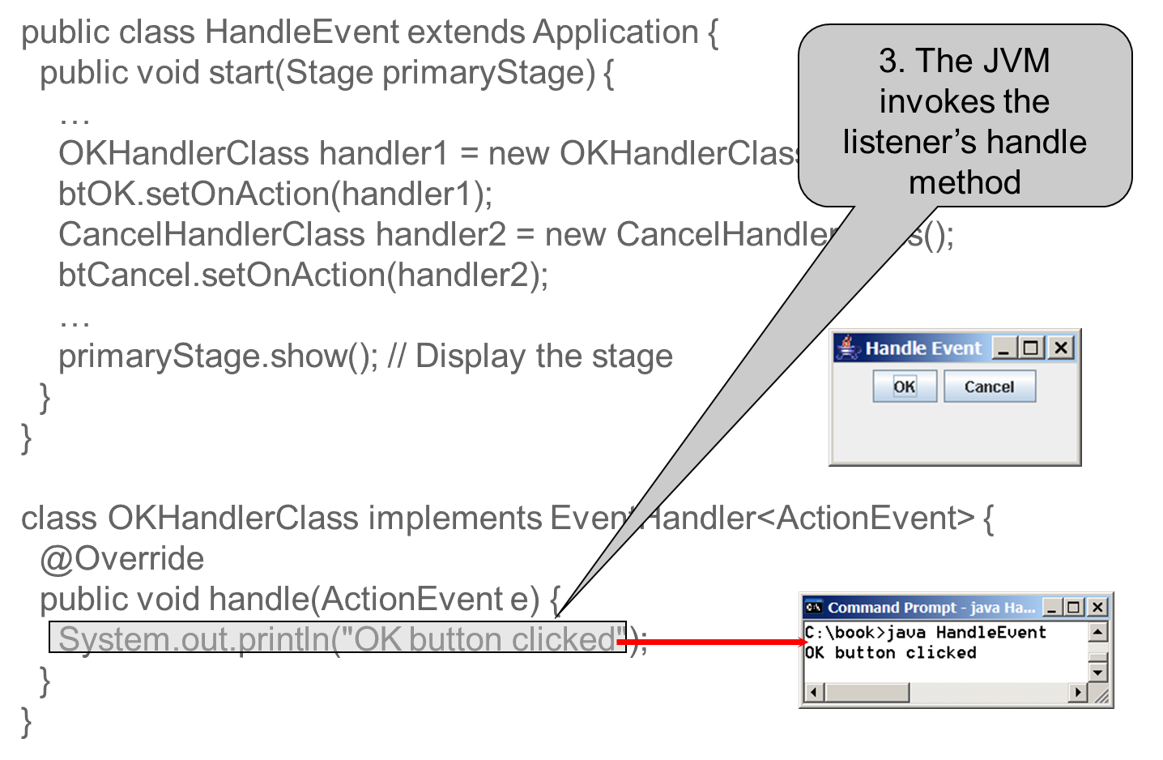 public class HandleEvent extends Application {
public void start(Stage primaryStage) {
…
OKHandlerClass handler1 = new OKHandlerClass
btOK.setOnAction(handler1);
CancelHandlerClass handler2 = new CancelHandler s();
btCancel.setOnAction(handler2);
…
primaryStage.show(); // Display the stage
}
}
class OKHandlerClass implements EventHandler<ActionEvent> {
@Override
public void handle(ActionEvent e) {
System.out.println("OK button clicked");
}
}
3. The JVM
invokes the
listener’s handle
method
Handle Event
OK Cancel
Command Prompt - java Ha...
C:\book>java HandleEvent
OK button clicked